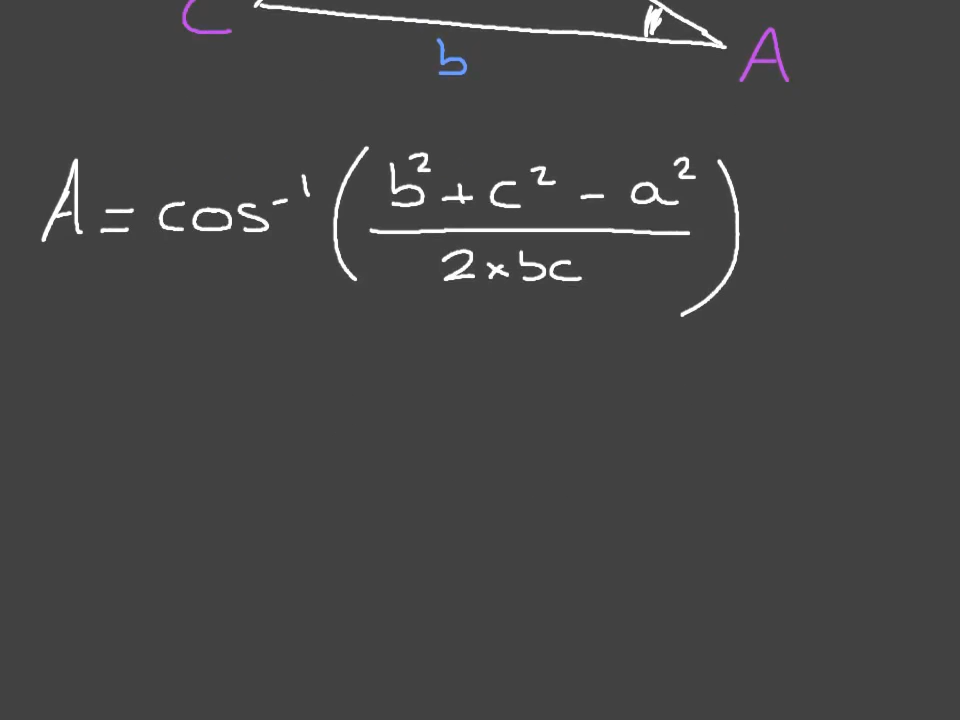 C
b
A
A = cos⁻¹ (b² + c² - a² / 2 × bc)